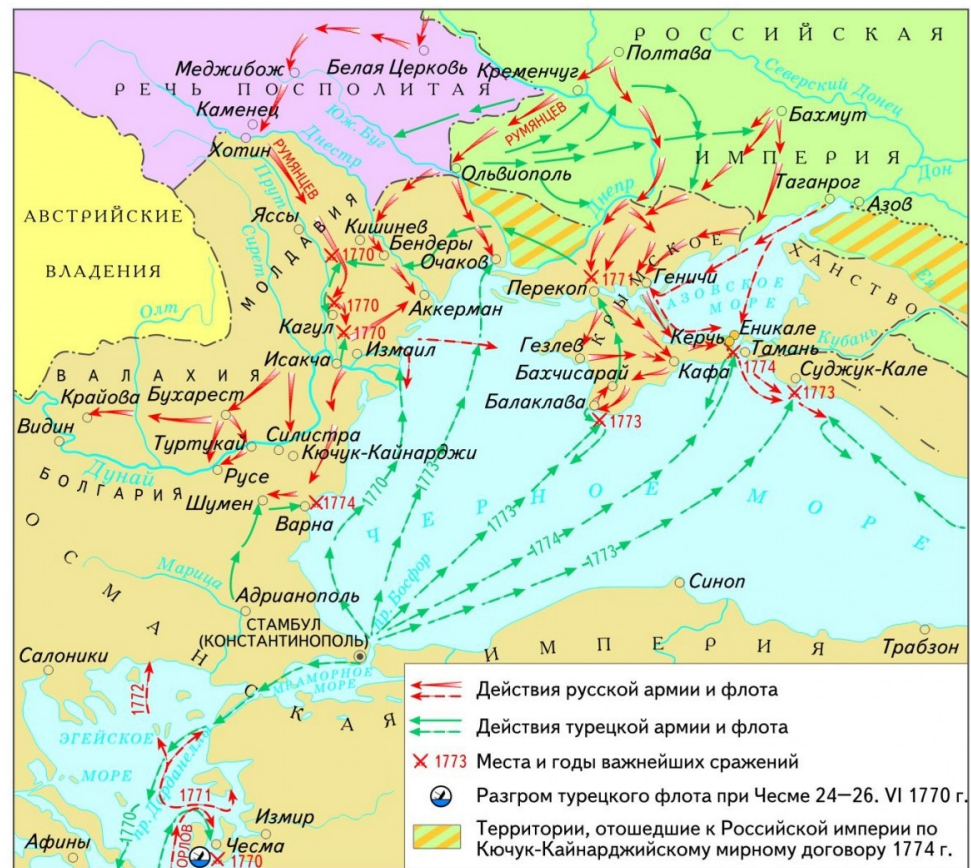 РОССИЙСКАЯ
Полтава
Белая Церковь
Кременчуг
Меджибож
Северский Донец
РЕЧЬ ПОСПОЛИТАЯ
Каменец
Юж. Буг
РУМЯНЦЕВ
Бахмут
Хотин
Днестр
ИМПЕРИЯ
РУМЯНЦЕВ
Ольвиополь
Дон
Прут
Днепр
Таганрог
Азов
АВСТРИЙСКИЕ
ВЛАДЕНИЯ
Яссы
Кишинев
Бендеры
Очаков
МОЛДАВИЯ
Сирет
1770
1771
Перекоп
Геничи
КРЫМСКОЕ
ХАНСТВО
Ея
АЗОВСКОЕ
МОРЕ
Олт
1770
Аккерман
Кагул
1770
Керчь
Еникале
Кубань
Исакча
Измаил
Гезлев
Тамань
1774
Бахчисарай
Кафа
Суджук-Кале
ВАЛАХИЯ
Крайова
Бухарест
Балаклава
1773
1773
Видин
Туртукай
Силистра
Кючук-Кайнарджи
Дунай
Русе
БОЛГАРИЯ
Шумен
1774
Варна
1770
1773
1773
1774
1773
ЧЕРНОЕ МОРЕ
Марица
Адрианополь
пр. Босфор
Синоп
СТАМБУЛ
(КОНСТАНТИНОПОЛЬ)
ОСМАНСКАЯ
ИМПЕРИЯ
Трабзон
Салоники
МРАМОРНОЕ
МОРЕ
1772
ЭГЕЙСКОЕ
МОРЕ
пр. Дарданеллы
1771
1770
ОРЛОВ
Измир
Чесма
1770
Афины
Действия русской армии и флота
Действия турецкой армии и флота
1773 Места и годы важнейших сражений
Разгром турецкого флота при Чесме 24–26. VI 1770 г.
Территории, отошедшие к Российской империи по
Кючук-Кайнарджийскому мирному договору 1774 г.